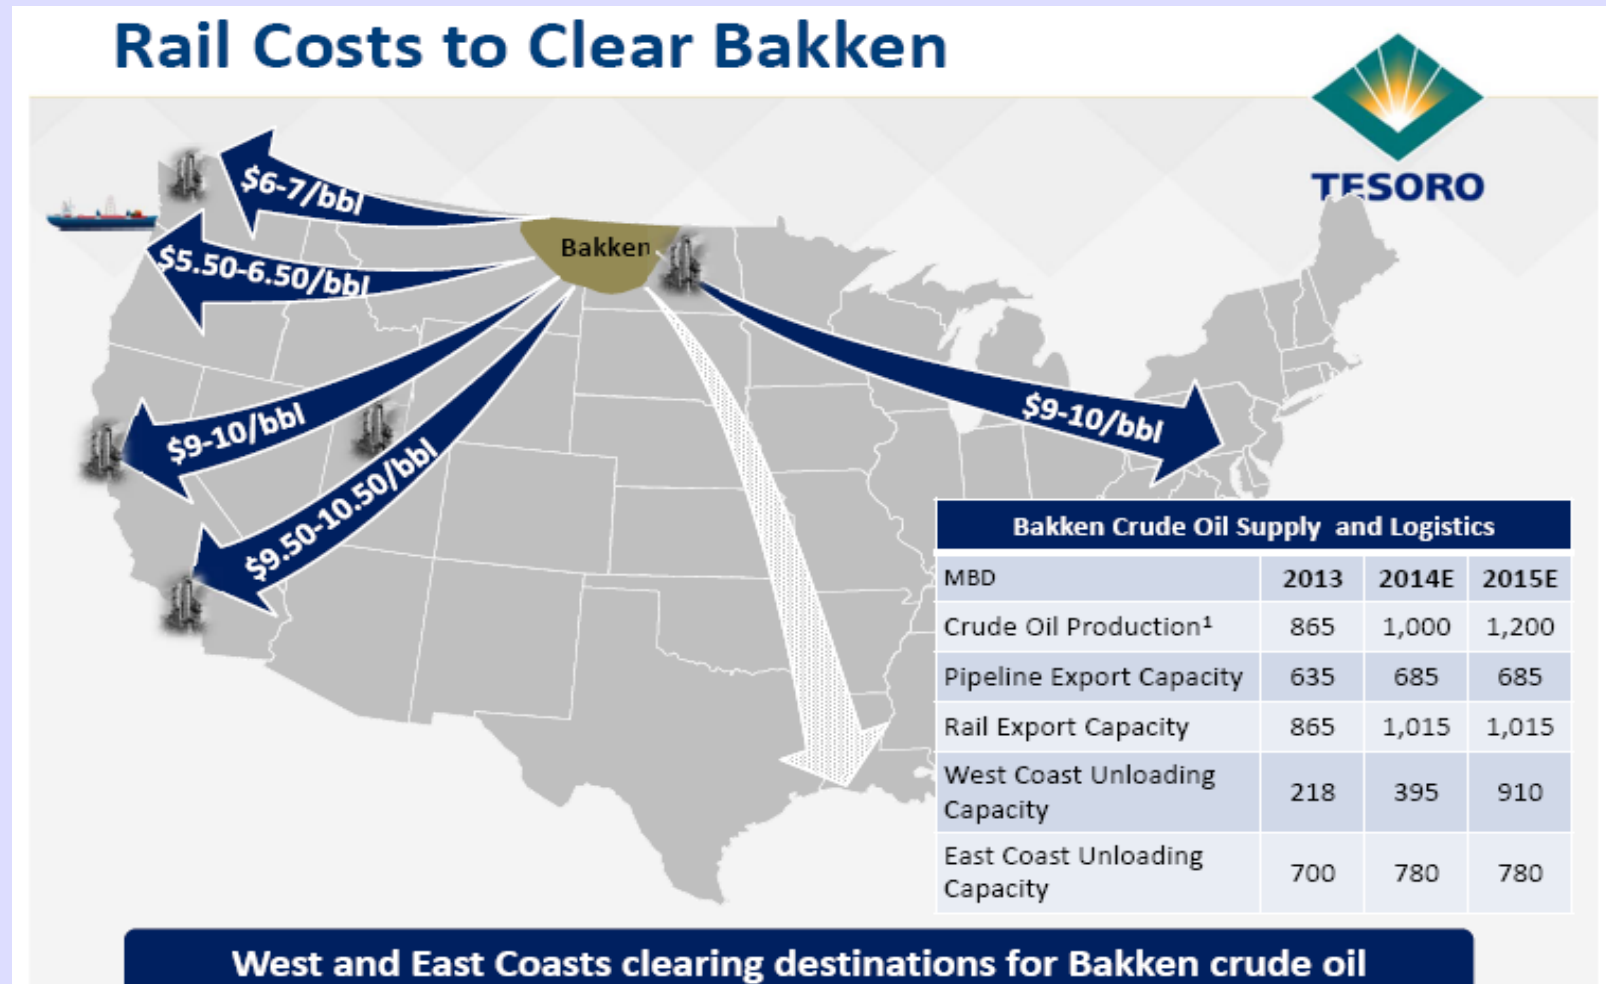 Rail Costs to Clear Bakken
TESORO
$6-7/bbl
Bakken
$5.50-6.50/bbl
$9-10/bbl
$9.50-10.50/bbl
$9-10/bbl
Bakken Crude Oil Supply and Logistics
MBD 2013 2014E 2015E
Crude Oil Production¹ 865 1,000 1,200
Pipeline Export Capacity 635 685 685
Rail Export Capacity 865 1,015 1,015
West Coast Unloading
Capacity 218 395 910
East Coast Unloading
Capacity 700 780 780
West and East Coasts clearing destinations for Bakken crude oil